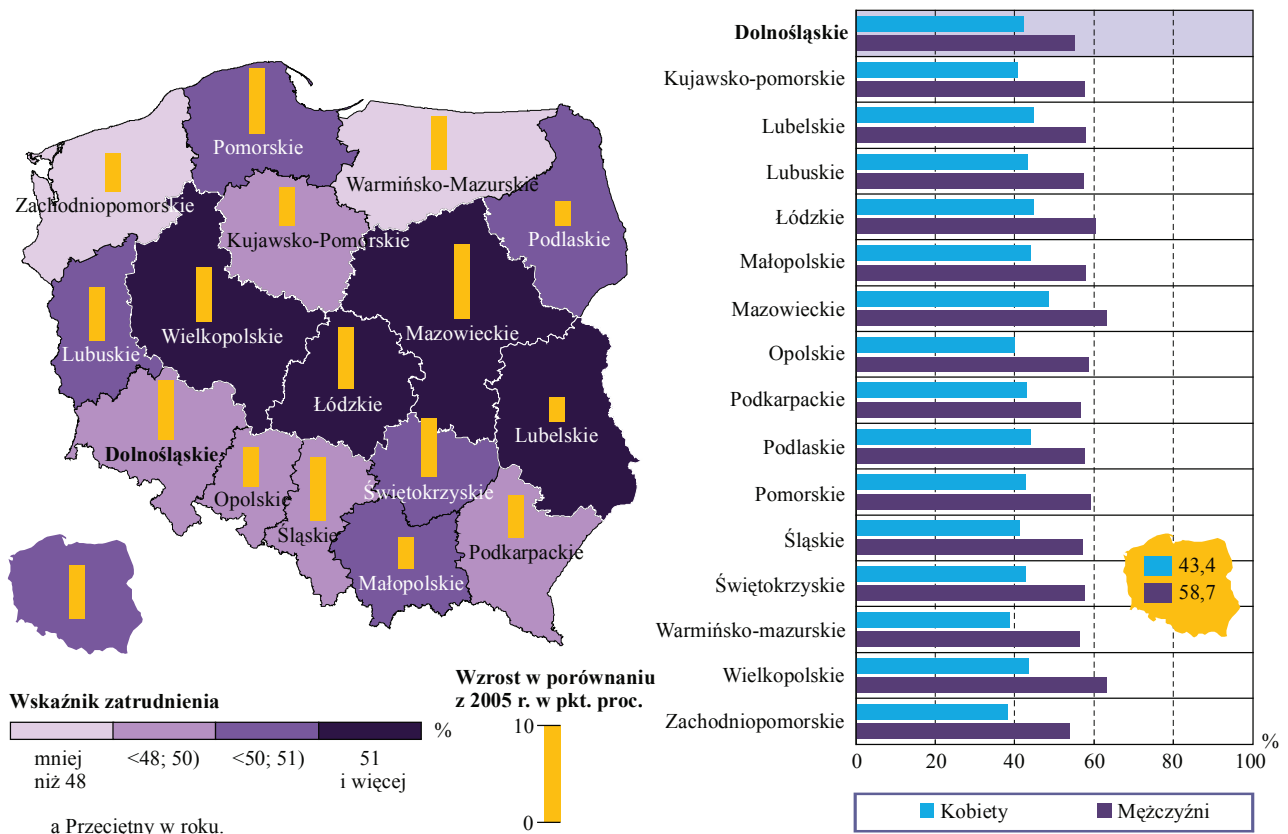 Pomorskie
Warmińsko-Mazurskie
Zachodniopomorskie
Kujawsko-Pomorskie
Podlaskie
Wielkopolskie
Mazowieckie
Lubuskie
Łódzkie
Lubelskie
Dolnośląskie
Opolskie
Świętokrzyskie
Śląskie
Podkarpackie
Małopolskie
Wskaźnik zatrudnienia
%
mniej
niż 48
<48; 50)
<50; 51)
51
i więcej
Wzrost w porównaniu
z 2005 r. w pkt. proc.
10
0
a Przeciętny w roku.
Dolnośląskie
Kujawsko-pomorskie
Lubelskie
Lubuskie
Łódzkie
Małopolskie
Mazowieckie
Opolskie
Podkarpackie
Podlaskie
Pomorskie
Śląskie
Świętokrzyskie
Warmińsko-mazurskie
Wielkopolskie
Zachodniopomorskie
43,4
58,7
%
0 20 40 60 80 100
Kobiety Mężczyźni